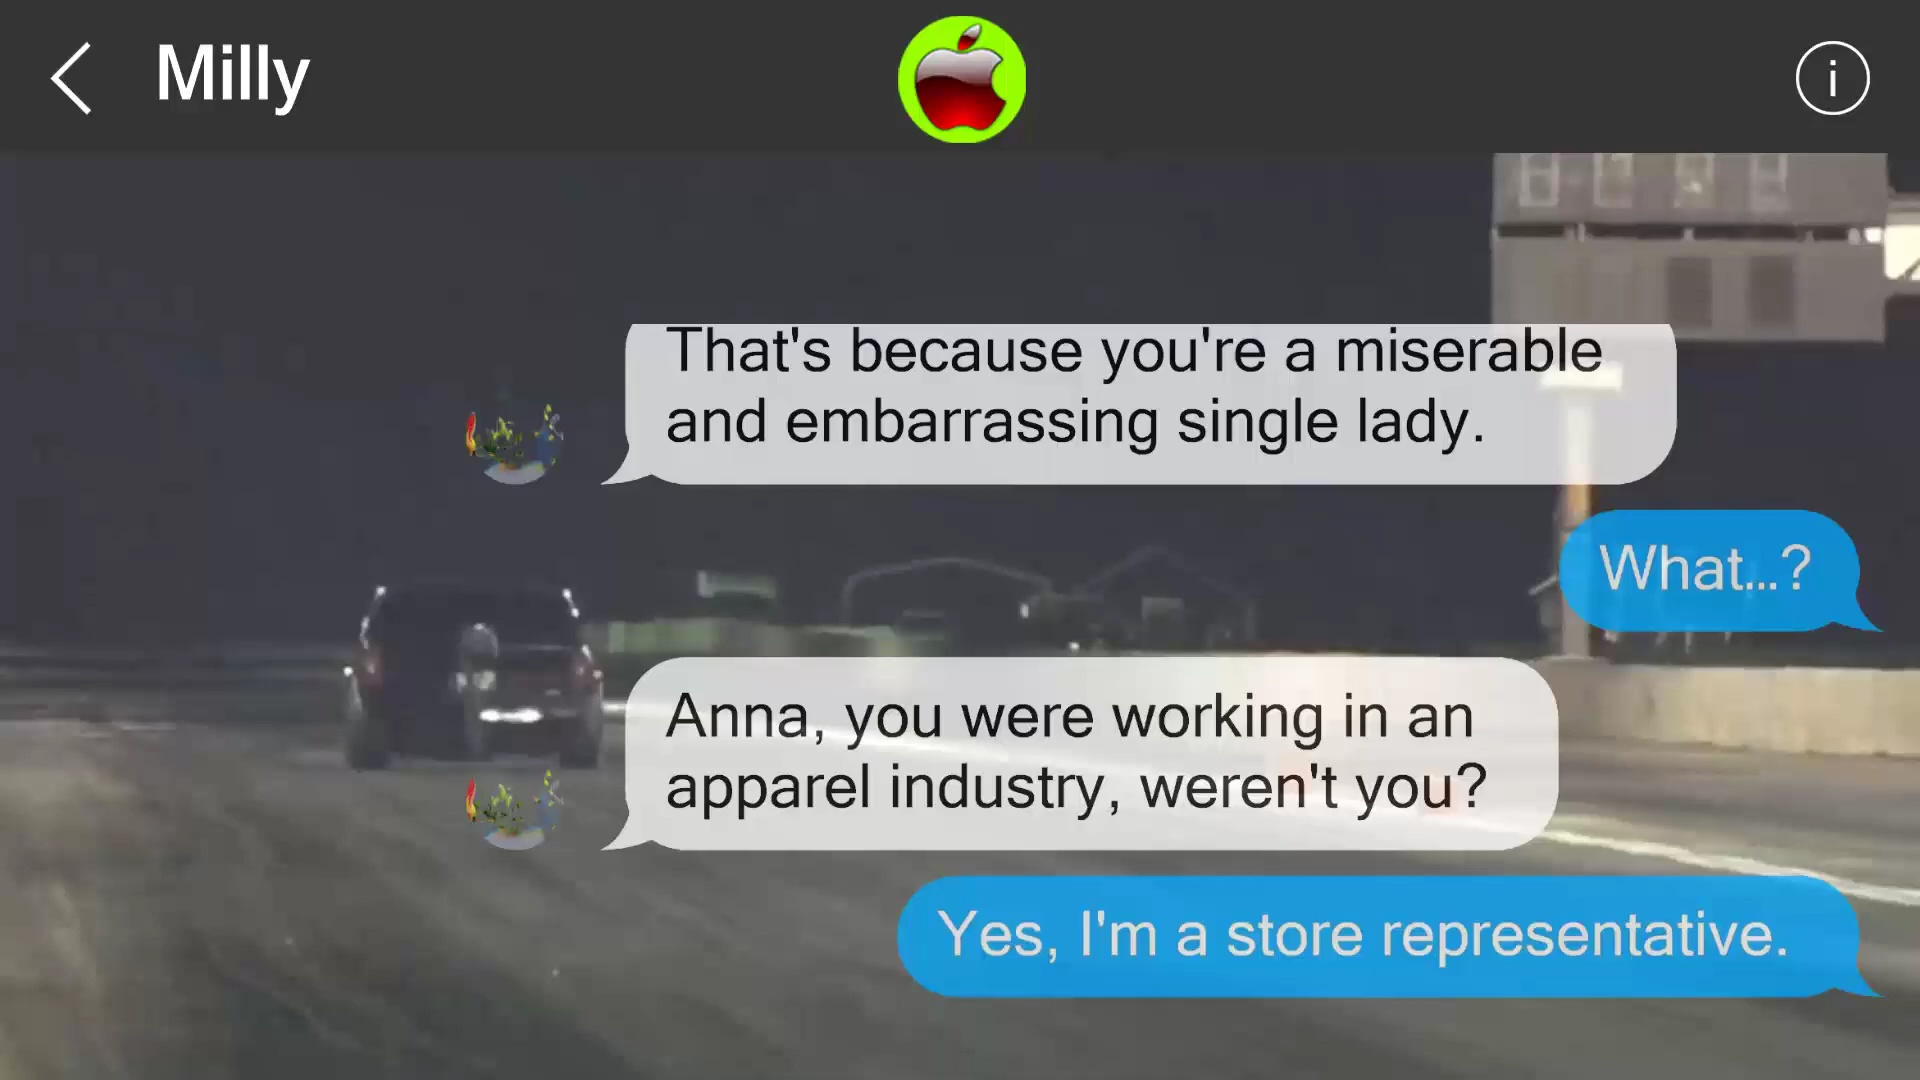 Milly
i
That's because you're a miserable
and embarrassing single lady.
What...?
Anna, you were working in an
apparel industry, weren't you?
Yes, I'm a store representative.